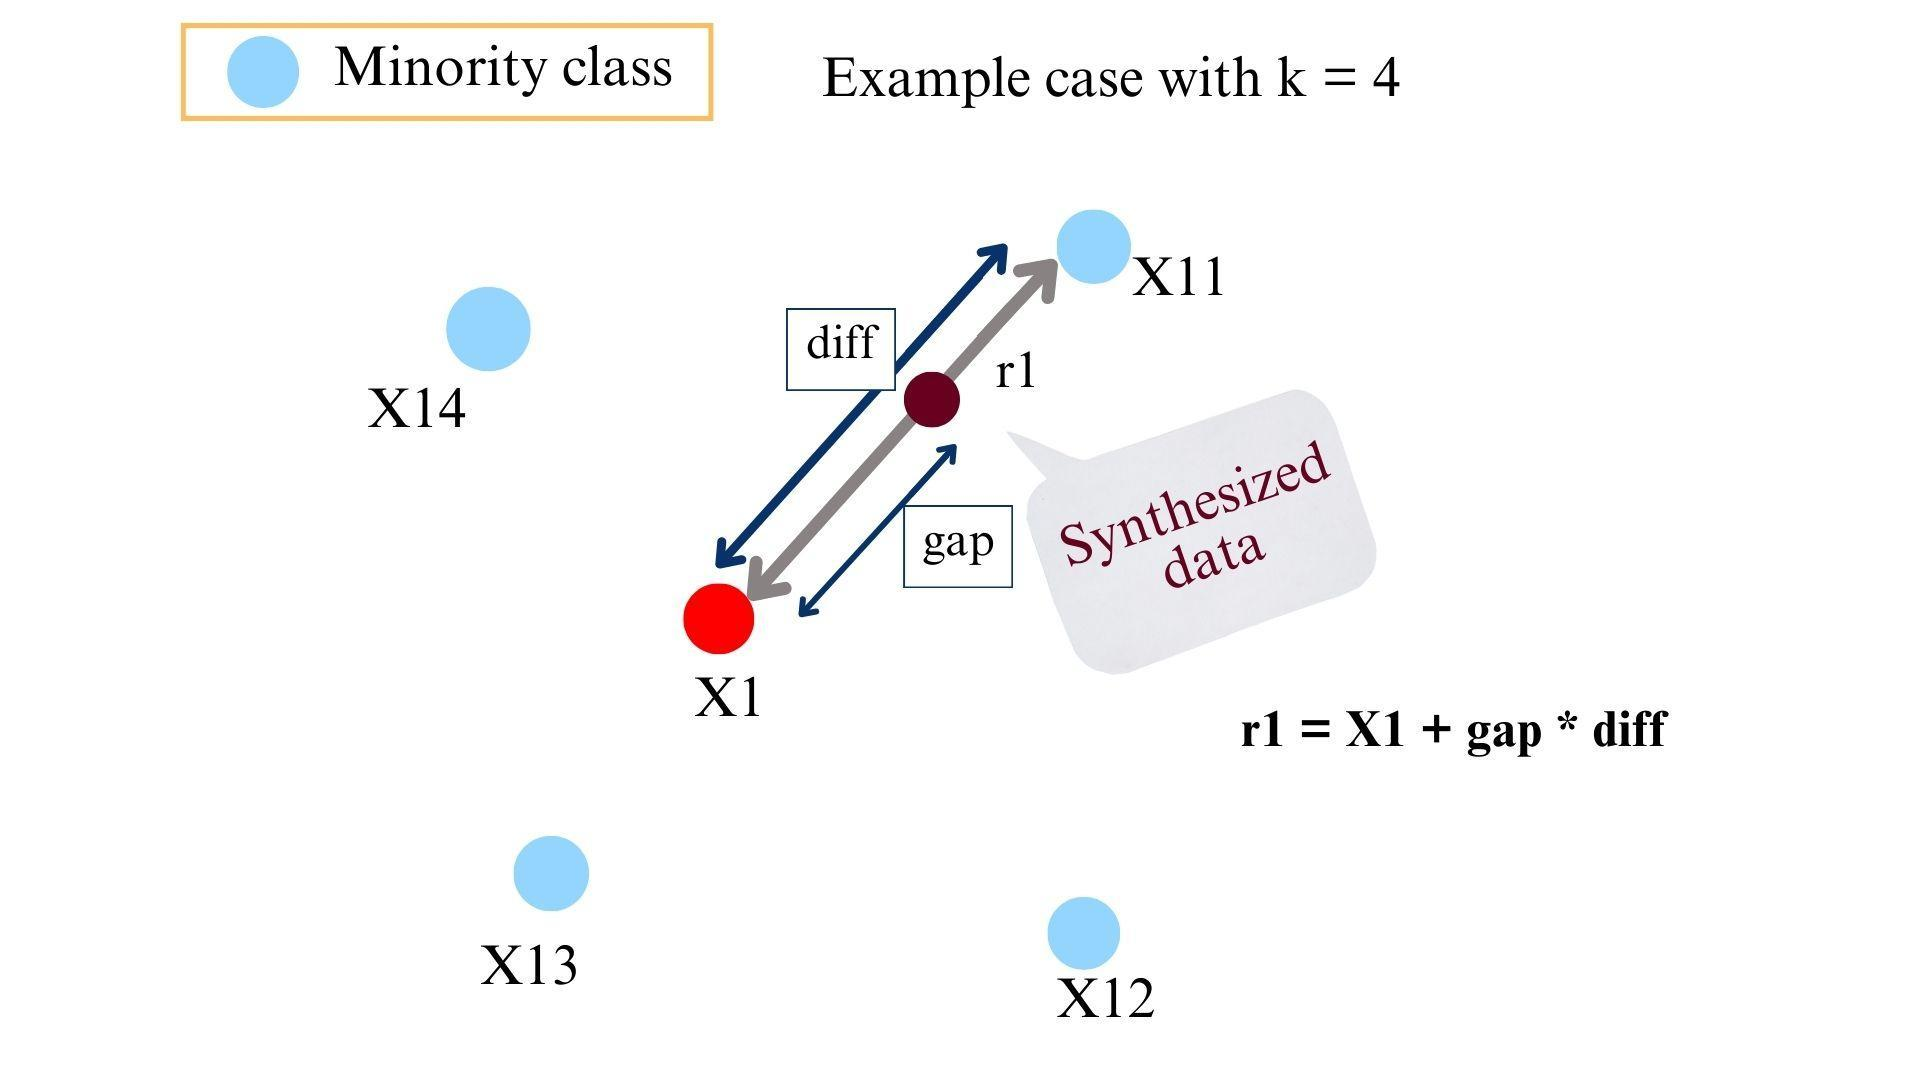 Minority class
Example case with k = 4
X11
diff
r1
X14
Synthesized
data
gap
X1
r1 = X1 + gap * diff
X13
X12